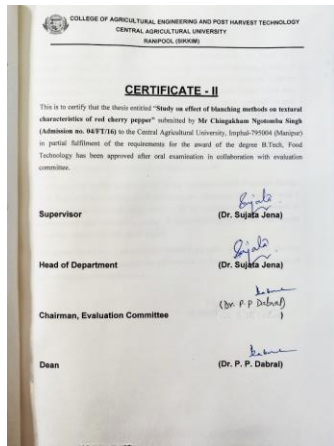 COLLEGE OF AGRICULTURAL ENGINEERING AND POST HARVEST TECHNOLOGY
CENTRAL AGRICULTURAL UNIVERSITY
RANIPOOL (SIKKIM)
CERTIFICATE - II
This is to certify that the thesis entitled "Study on effect of blanching methods on textural
characteristics of red cherry pepper" submitted by Mr Chingakham Ngotomba Singh
(Admission no. 04/FT/16) to the Central Agricultural University, Imphal-795004 (Manipur)
in partial fulfilment of the requirements for the award of the degree B.Tech, Food
Technology has been approved after oral examination in collaboration with evaluation
committee.
Sujata
Supervisor (Dr. Sujata Jena)
Sujata
Head of Department (Dr. Sujata Jena)
(Dr. P P Dabral)
Chairman, Evaluation Committee )
Dean (Dr. P. P. Dabral)